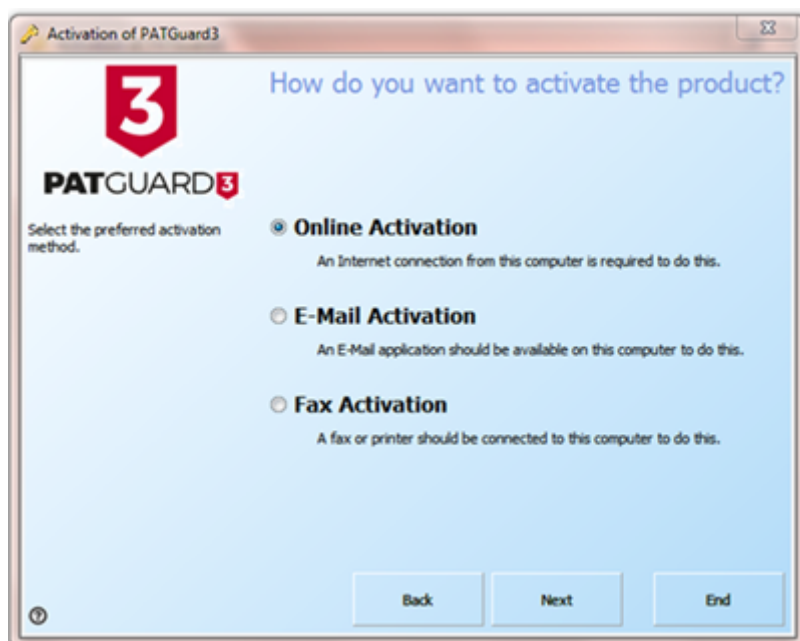 Activation of PATGuard3
How do you want to activate the product?
3
PATGUARD3
Select the preferred activation
method.
Online Activation
An Internet connection from this computer is required to do this.
E-Mail Activation
An E-Mail application should be available on this computer to do this.
Fax Activation
A fax or printer should be connected to this computer to do this.
Back Next End
?